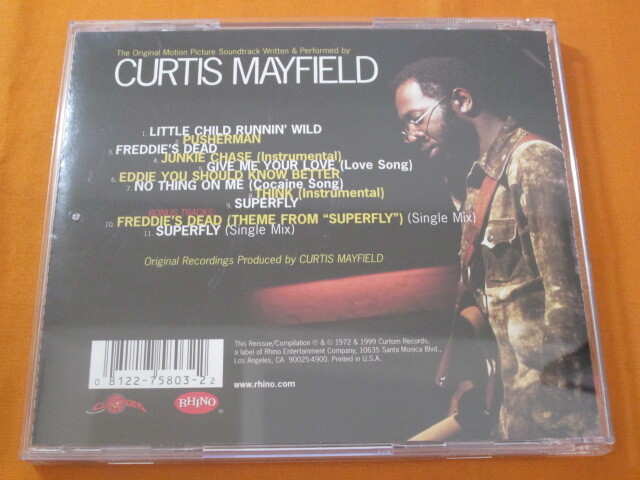 The Original Motion Picture Soundtrack Written & Performed by
CURTIS MAYFIELD
1. LITTLE CHILD RUNNIN' WILD
PUSHERMAN
3. FREDDIE'S DEAD
4. JUNKIE CHASE (Instrumental)
GIVE ME YOUR LOVE (Love Song)
6. EDDIE YOU SHOULD KNOW BETTER
7. NO THING ON ME (Cocaine Song)
THINK (Instrumental)
9. SUPERFLY
BONUS TRACKS:
10. FREDDIE'S DEAD (THEME FROM "SUPERFLY") (Single Mix)
11. SUPERFLY (Single Mix)
Original Recordings Produced by CURTIS MAYFIELD
This Reissue/Compilation ℗ & © 1972 & 1999 Curtom Records,
a label of Rhino Entertainment Company, 10635 Santa Monica Blvd.,
Los Angeles, CA 90025-4900. Printed in U.S.A.
www.rhino.com
0 8122-75803-2 2
CURTOM
RHINO